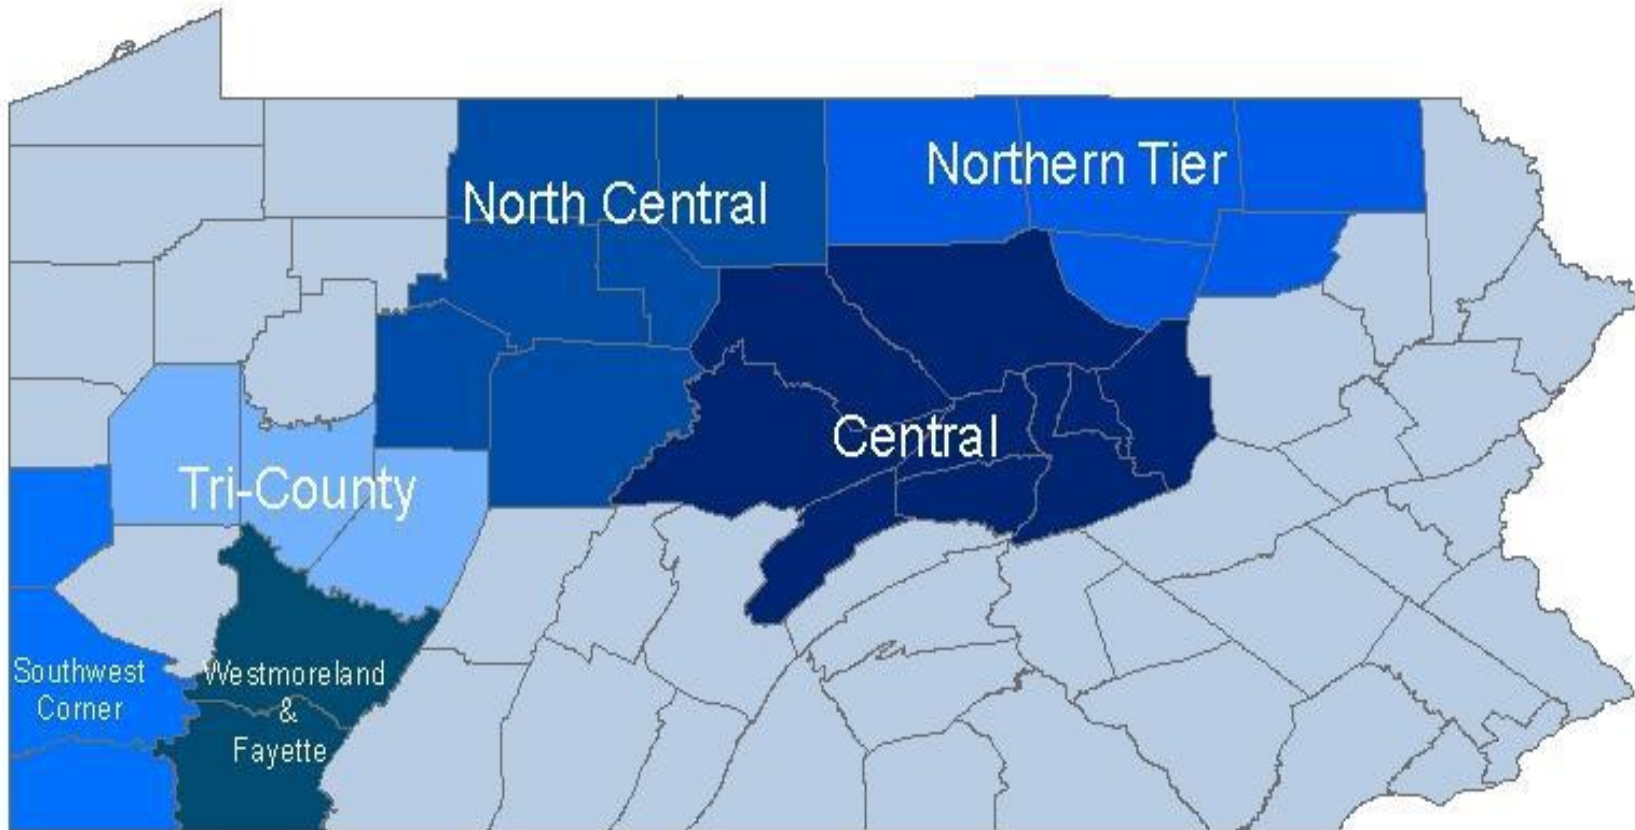 Northern Tier
North Central
Central
Tri-County
Southwest
Corner
Westmoreland
&
Fayette